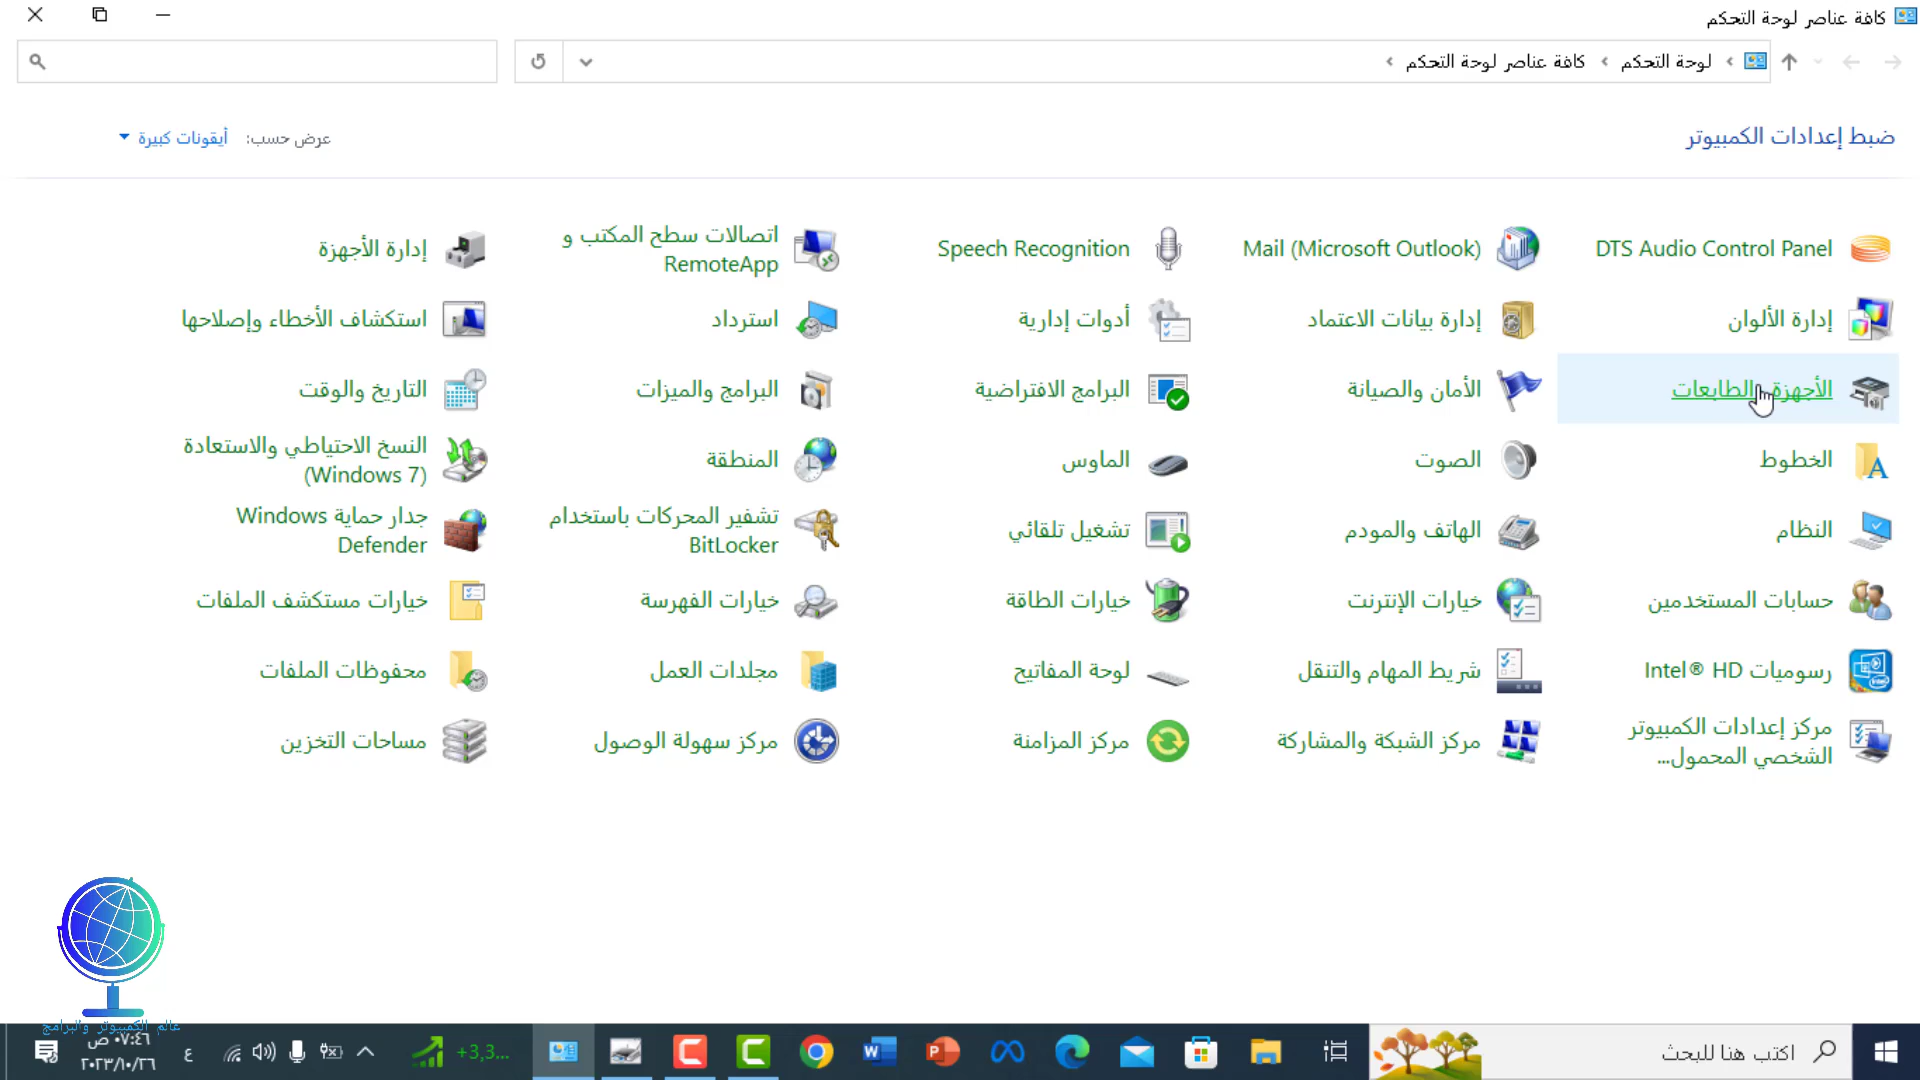 كافة عناصر لوحة التحكم
لوحة التحكم › كافة عناصر لوحة التحكم ›
ضبط إعدادات الكمبيوتر
عرض حسب: أيقونات كبيرة
DTS Audio Control Panel
Mail (Microsoft Outlook)
Speech Recognition
اتصالات سطح المكتب و
RemoteApp
إدارة الأجهزة
إدارة الألوان
إدارة بيانات الاعتماد
أدوات إدارية
استرداد
استكشاف الأخطاء وإصلاحها
الأجهزة والطابعات
الأمان والصيانة
البرامج الافتراضية
البرامج والميزات
التاريخ والوقت
الخطوط
الصوت
الماوس
المنطقة
النسخ الاحتياطي والاستعادة
(Windows 7)
النظام
الهاتف والمودم
تشغيل تلقائي
تشفير المحركات باستخدام
BitLocker
جدار حماية Windows
Defender
حسابات المستخدمين
خيارات الإنترنت
خيارات الطاقة
خيارات الفهرسة
خيارات مستكشف الملفات
رسوميات Intel® HD
شريط المهام والتنقل
لوحة المفاتيح
مجلدات العمل
محفوظات الملفات
مركز إعدادات الكمبيوتر
الشخصي المحمول...
مركز الشبكة والمشاركة
مركز المزامنة
مركز سهولة الوصول
مساحات التخزين
عالم الكمبيوتر والبرامج
اكتب هنا للبحث
+3,3...
ع
٠٧:٤٦ ص
٢٠٢٣/١٠/٢٦